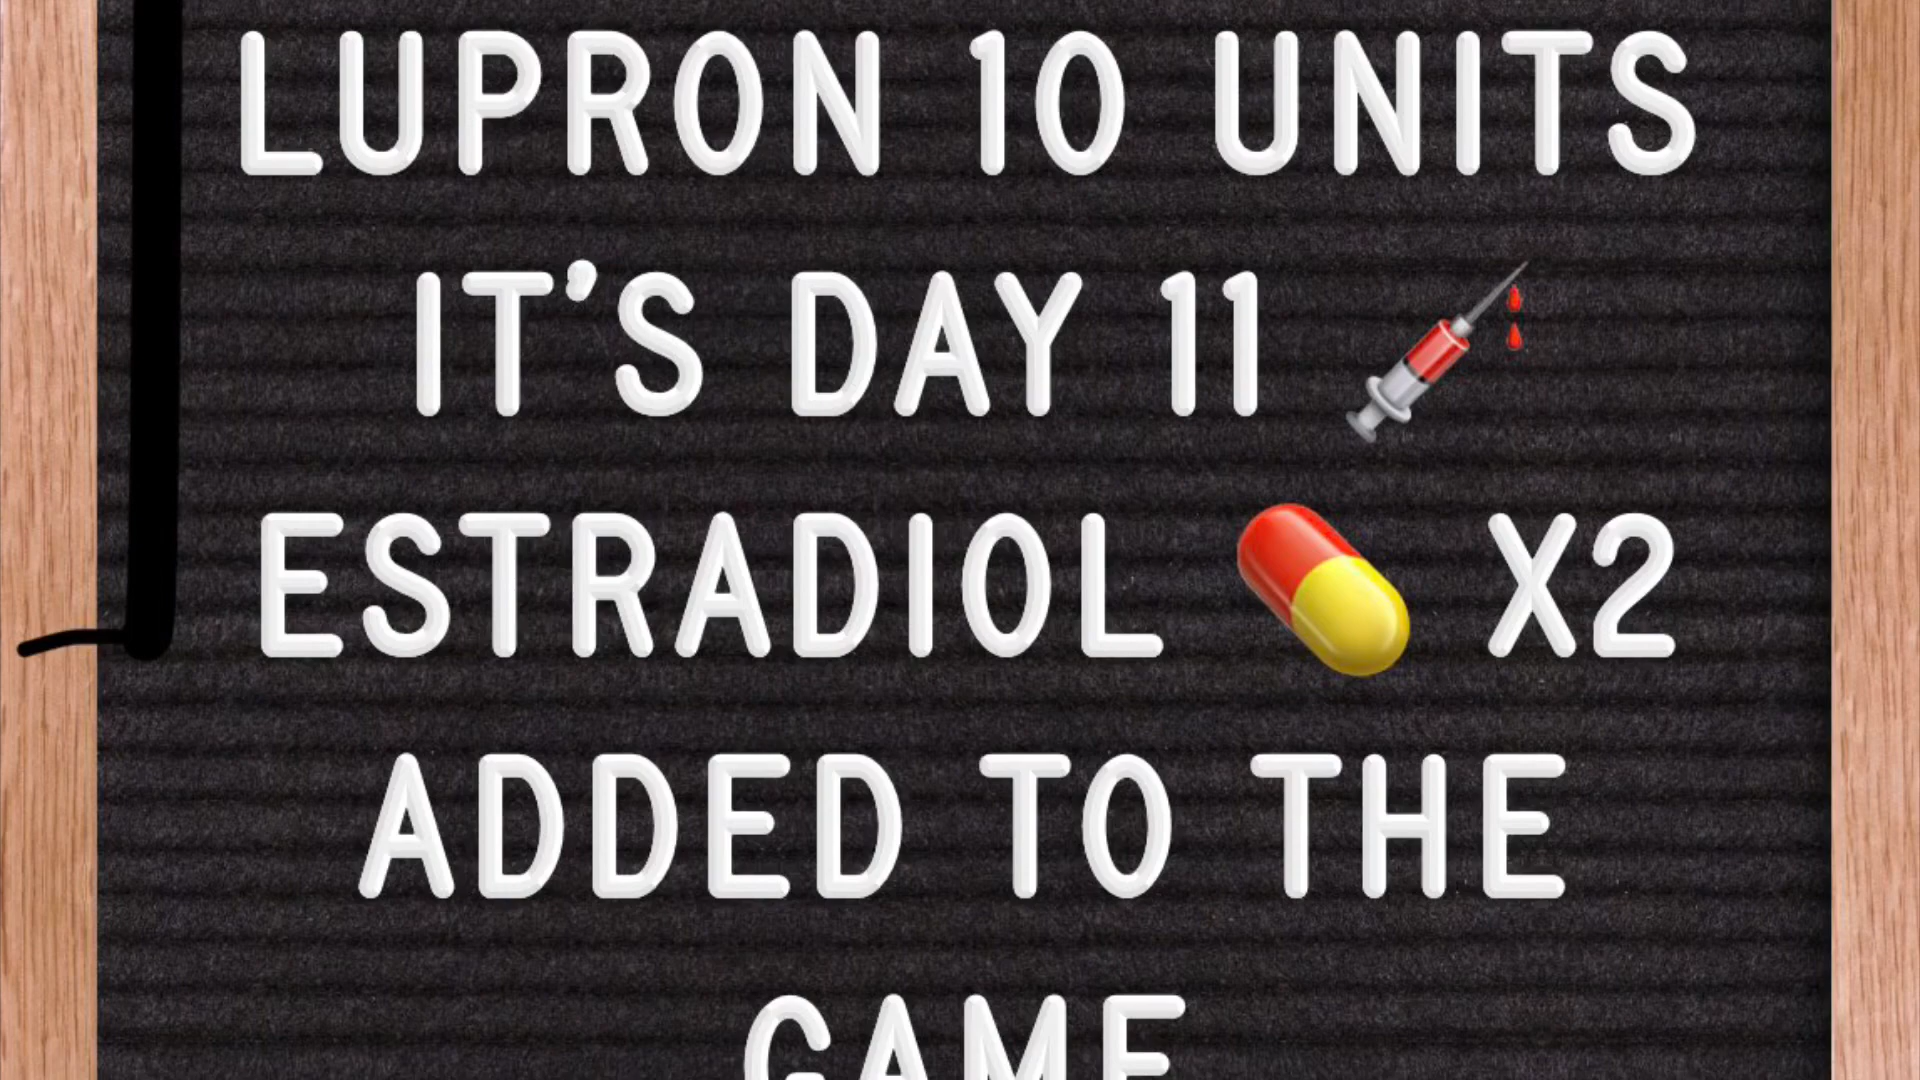 LUPRON 10 UNITS
IT'S DAY 11 💉
ESTRADIOL 💊 X2
ADDED TO THE
GAME